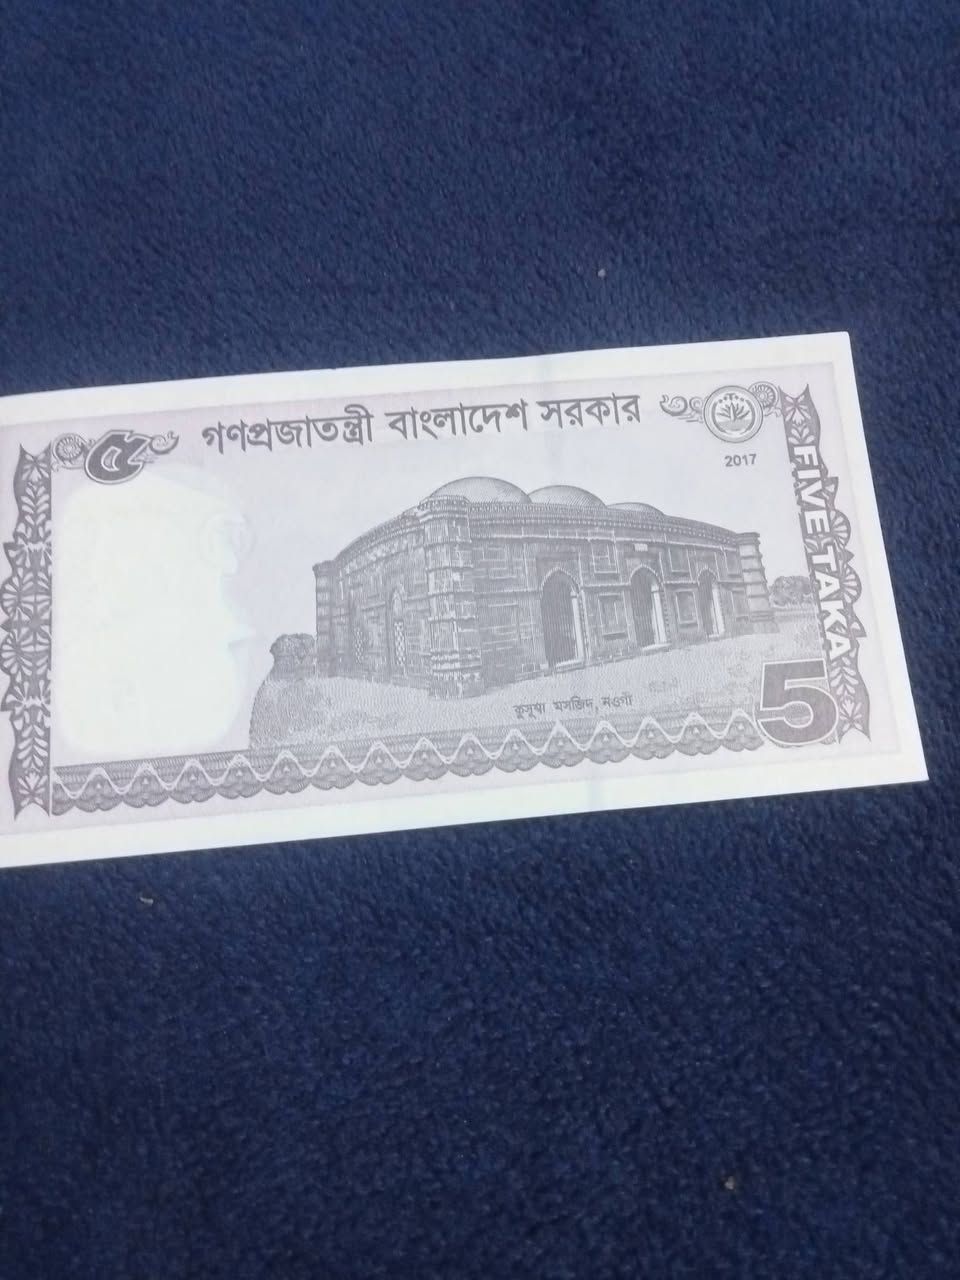 ৫
গণপ্রজাতন্ত্রী বাংলাদেশ সরকার
2017
FIVE TAKA
কুসুম্বা মসজিদ, নওগাঁ
5